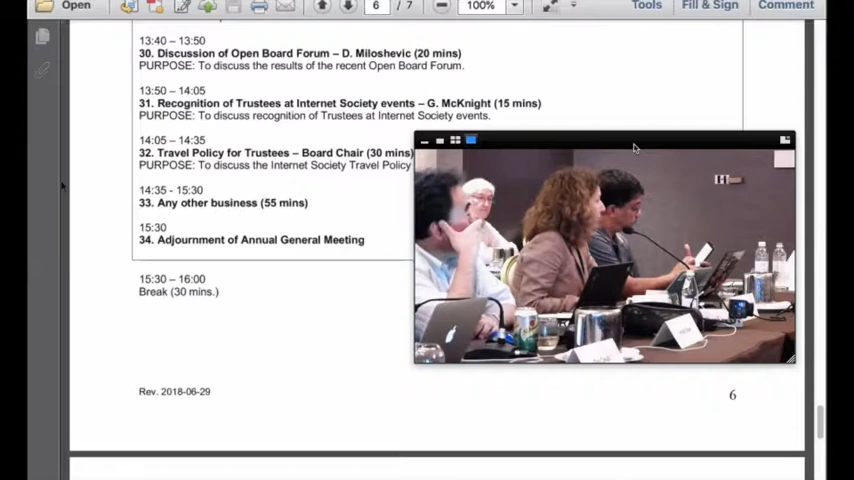 Open
6 / 7
100%
Tools
Fill & Sign
Comment
13:40 – 13:50
30. Discussion of Open Board Forum – D. Miloshevic (20 mins)
PURPOSE: To discuss the results of the recent Open Board Forum.
13:50 – 14:05
31. Recognition of Trustees at Internet Society events – G. McKnight (15 mins)
PURPOSE: To discuss recognition of Trustees at Internet Society events.
14:05 – 14:35
32. Travel Policy for Trustees – Board Chair (30 mins)
PURPOSE: To discuss the Internet Society Travel Policy
14:35 - 15:30
33. Any other business (55 mins)
15:30
34. Adjournment of Annual General Meeting
15:30 – 16:00
Break (30 mins.)
Rev. 2018-06-29
6